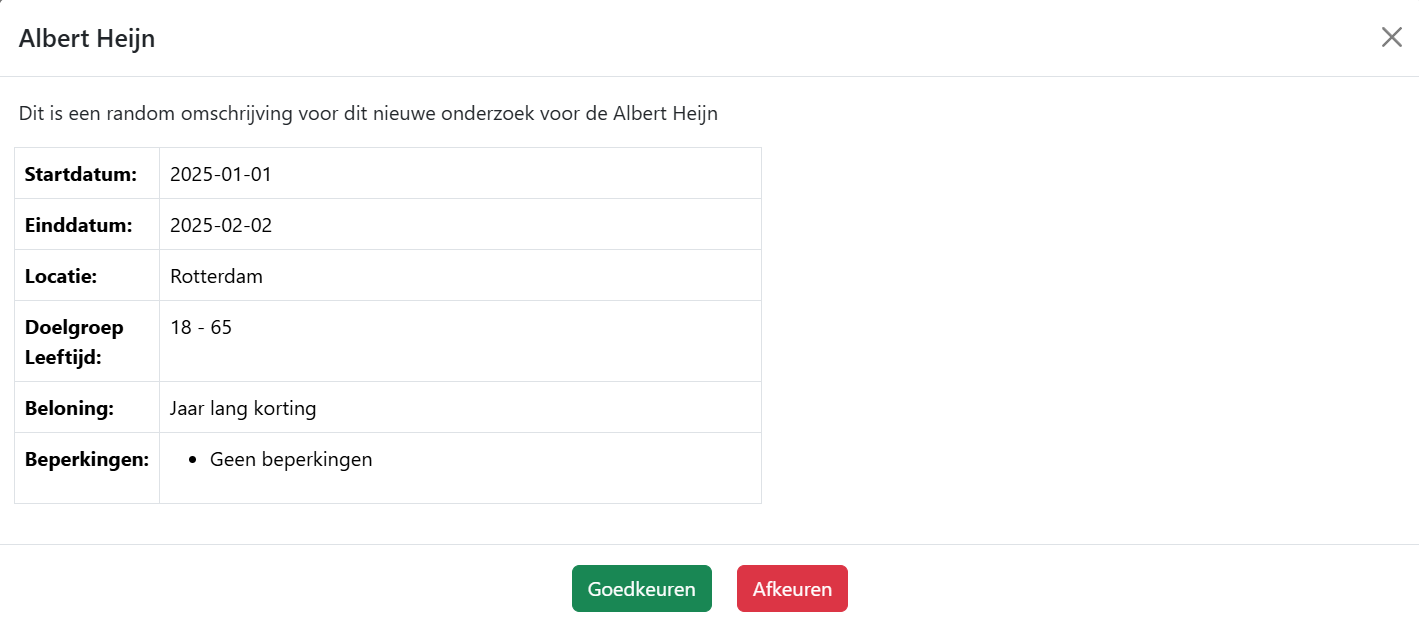 Albert Heijn
Dit is een random omschrijving voor dit nieuwe onderzoek voor de Albert Heijn
Startdatum: 2025-01-01
Einddatum: 2025-02-02
Locatie: Rotterdam
Doelgroep 18 - 65
Leeftijd:
Beloning: Jaar lang korting
Beperkingen: • Geen beperkingen
Goedkeuren Afkeuren